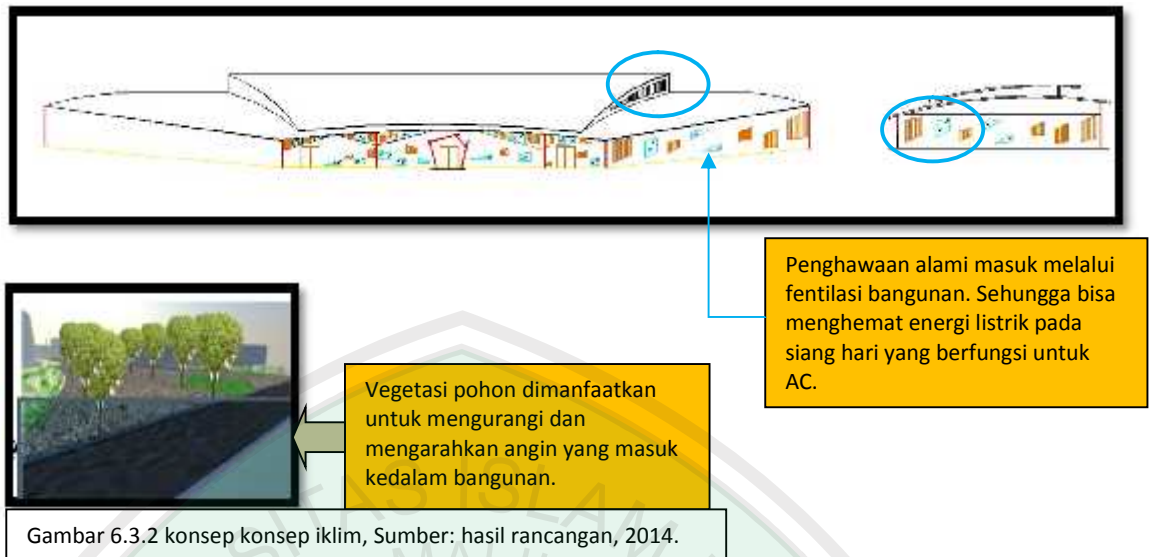 Penghawaan alami masuk melalui
fentilasi bangunan. Sehungga bisa
menghemat energi listrik pada
siang hari yang berfungsi untuk
AC.
Vegetasi pohon dimanfaatkan
untuk mengurangi dan
mengarahkan angin yang masuk
kedalam bangunan.
Gambar 6.3.2 konsep konsep iklim, Sumber: hasil rancangan, 2014.